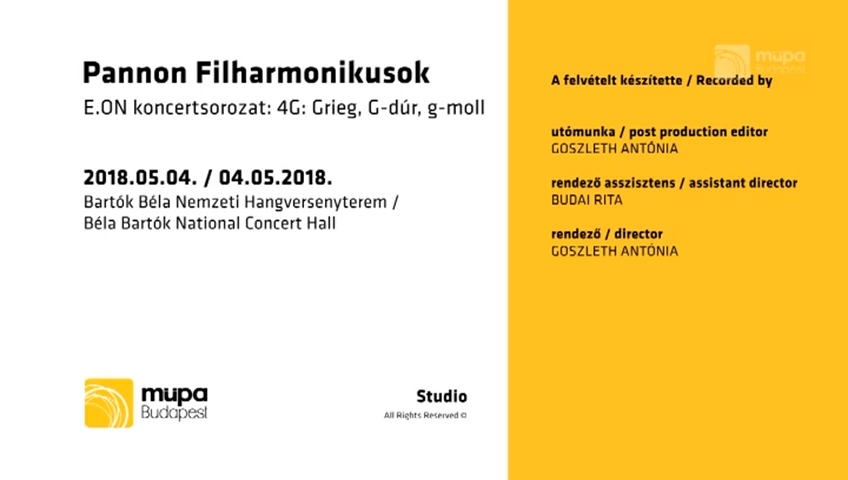 Pannon Filharmonikusok
E.ON koncertsorozat: 4G: Grieg, G-dúr, g-moll
2018.05.04. / 04.05.2018.
Bartók Béla Nemzeti Hangversenyterem /
Béla Bartók National Concert Hall
mupa
Budapest
Studio
All Rights Reserved ©
mupa
Budapest
A felvételt készítette / Recorded by
utómunka / post production editor
GOSZLETH ANTÓNIA
rendező asszisztens / assistant director
BUDAI RITA
rendező / director
GOSZLETH ANTÓNIA